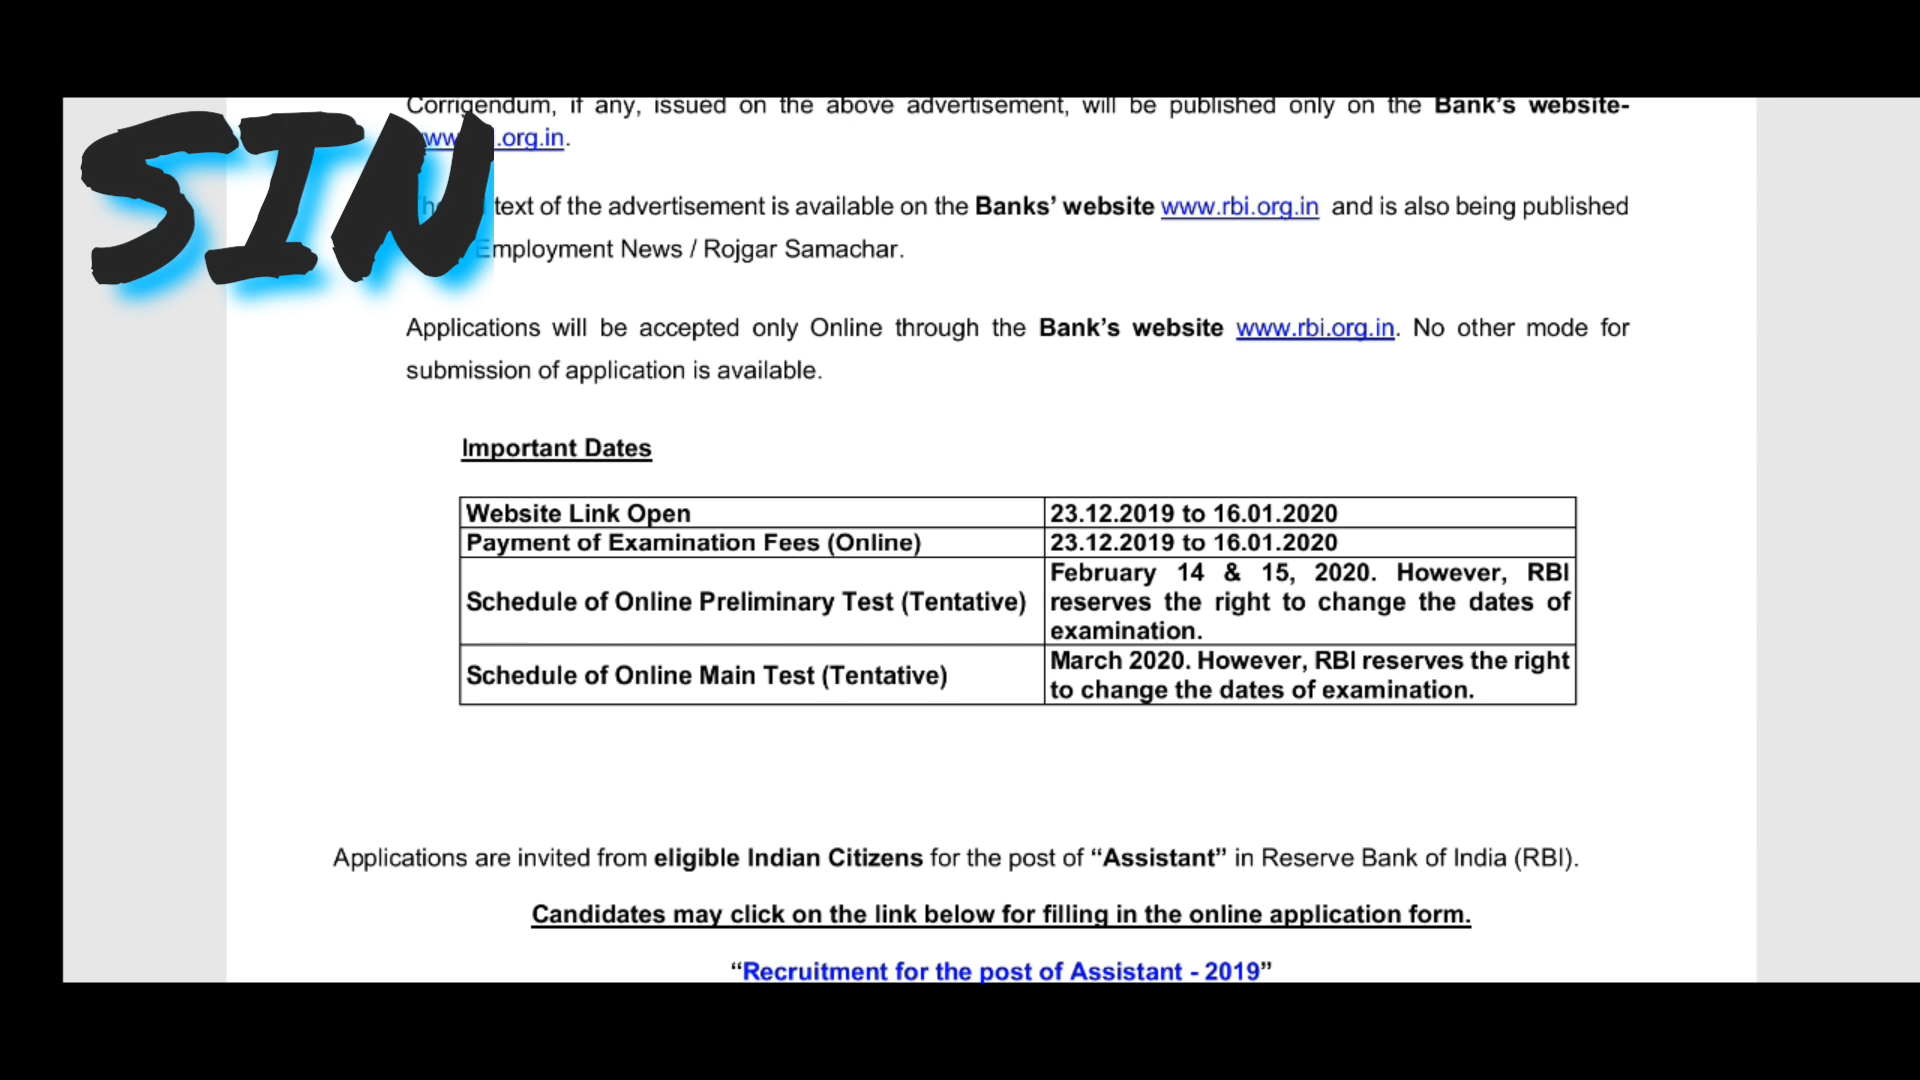 SIN
Corrigendum, if any, issued on the above advertisement, will be published only on the Bank's website-
.org.in.
text of the advertisement is available on the Banks' website www.rbi.org.in and is also being published
Employment News / Rojgar Samachar.
Applications will be accepted only Online through the Bank's website www.rbi.org.in. No other mode for
submission of application is available.
Important Dates
Website Link Open 23.12.2019 to 16.01.2020
Payment of Examination Fees (Online) 23.12.2019 to 16.01.2020
Schedule of Online Preliminary Test (Tentative) February 14 & 15, 2020. However, RBI
reserves the right to change the dates of
examination.
Schedule of Online Main Test (Tentative) March 2020. However, RBI reserves the right
to change the dates of examination.
Applications are invited from eligible Indian Citizens for the post of “Assistant” in Reserve Bank of India (RBI).
Candidates may click on the link below for filling in the online application form.
“Recruitment for the post of Assistant - 2019”